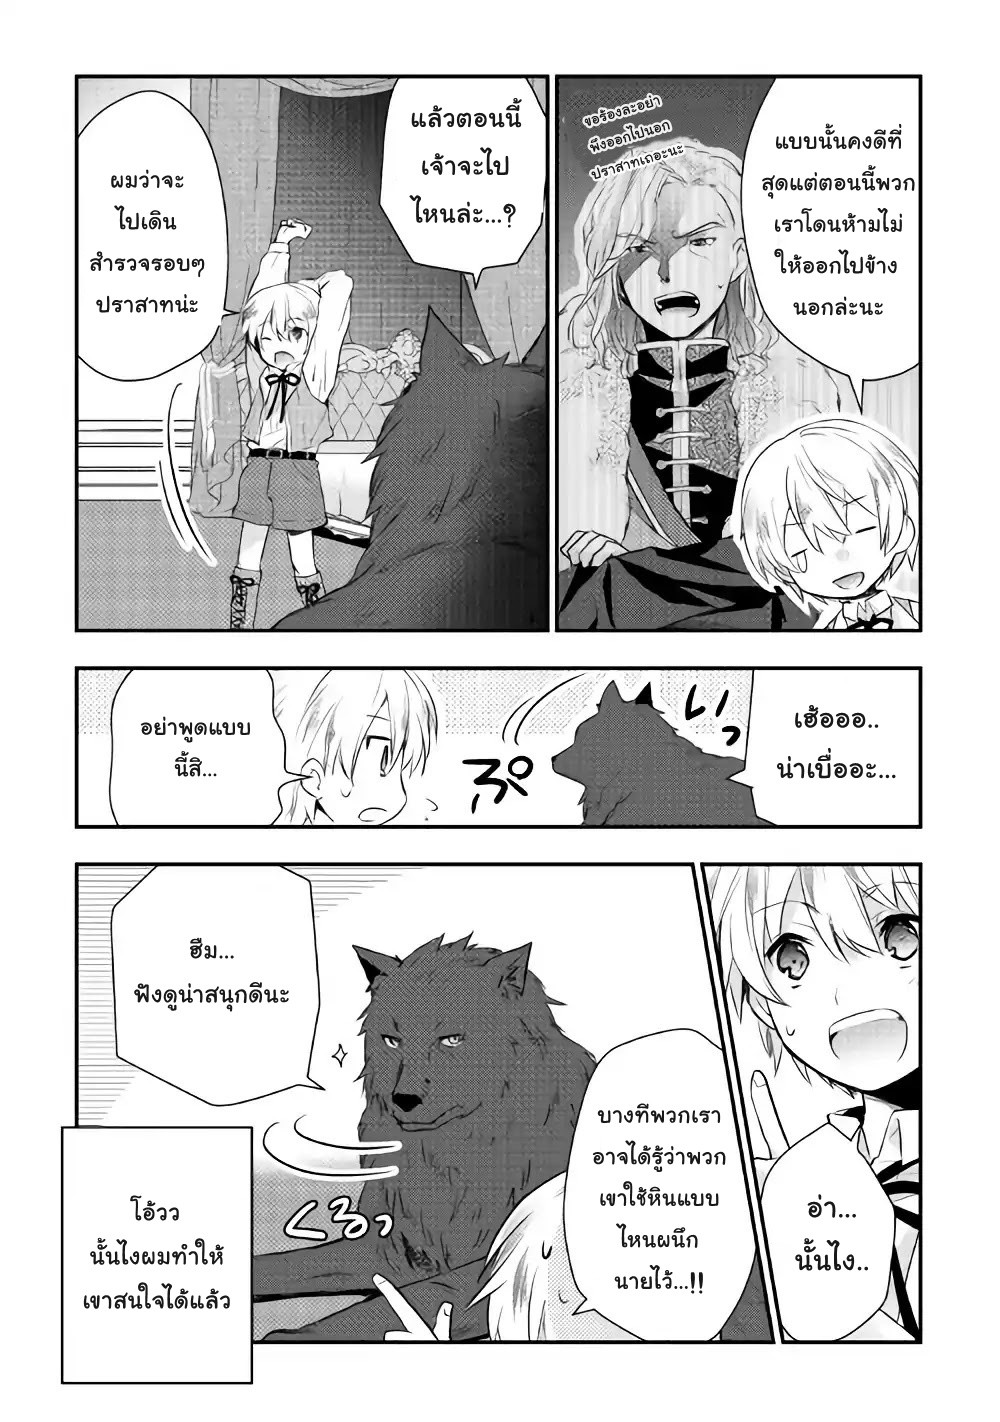 แบบนั้นคงดีที่
สุดแต่ตอนนี้พวก
เราโดนห้ามไม่
ให้ออกไปข้าง
นอกล่ะนะ
ขอร้องละอย่า
พึงออกไปนอก
ปราสาทเถอะนะ
แล้วตอนนี้
เจ้าจะไป
ไหนล่ะ...?
ผมว่าจะ
ไปเดิน
สำรวจรอบๆ
ปราสาทน่ะ
เฮ้อออ..
น่าเบื่ออะ...
ぷいっ
อย่าพูดแบบ
นี้สิ...
อ่า...
นั้นไง..
บางทีพวกเรา
อาจได้รู้ว่าพวก
เขาใช้หินแบบ
ไหนผนึก
นายไว้...!!
ฮืม...
ฟังดูน่าสนุกดีนะ
くるっ
โอ้วว
นั้นไงผมทำให้
เขาสนใจได้แล้ว